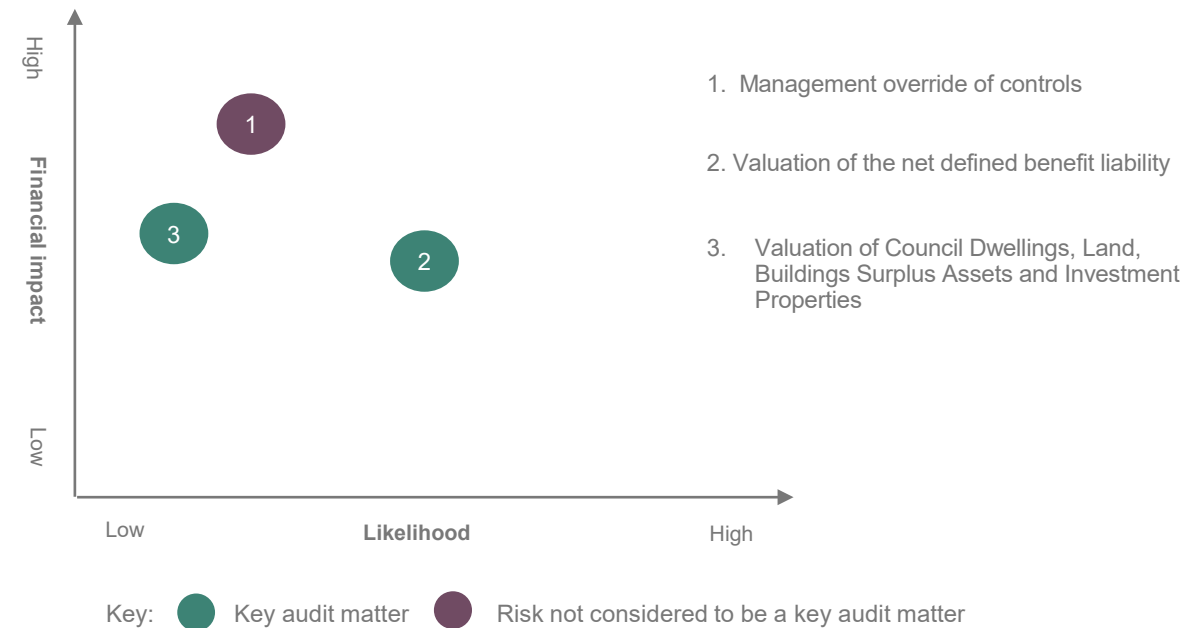 High
Financial impact
Low
1
3
2
Low
Likelihood
High
1. Management override of controls
2. Valuation of the net defined benefit liability
3. Valuation of Council Dwellings, Land,
Buildings Surplus Assets and Investment
Properties
Key:
Key audit matter
Risk not considered to be a key audit matter